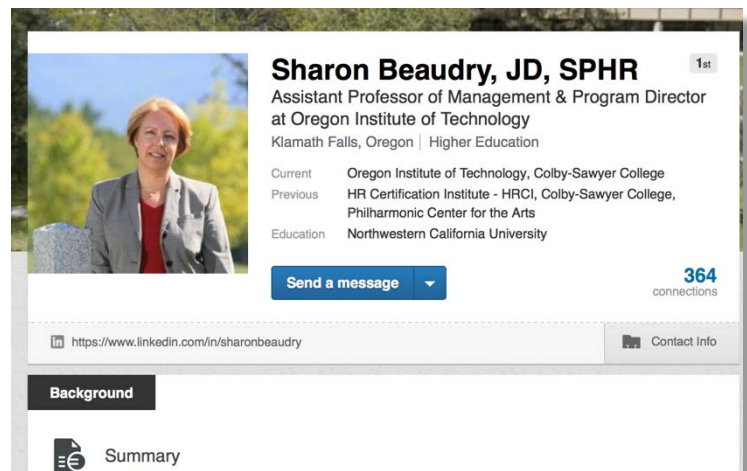 Sharon Beaudry, JD, SPHR
1st
Assistant Professor of Management & Program Director
at Oregon Institute of Technology
Klamath Falls, Oregon | Higher Education
Current Oregon Institute of Technology, Colby-Sawyer College
Previous HR Certification Institute - HRCI, Colby-Sawyer College,
Philharmonic Center for the Arts
Education Northwestern California University
Send a message
364
connections
in https://www.linkedin.com/in/sharonbeaudry
Contact Info
Background
Summary